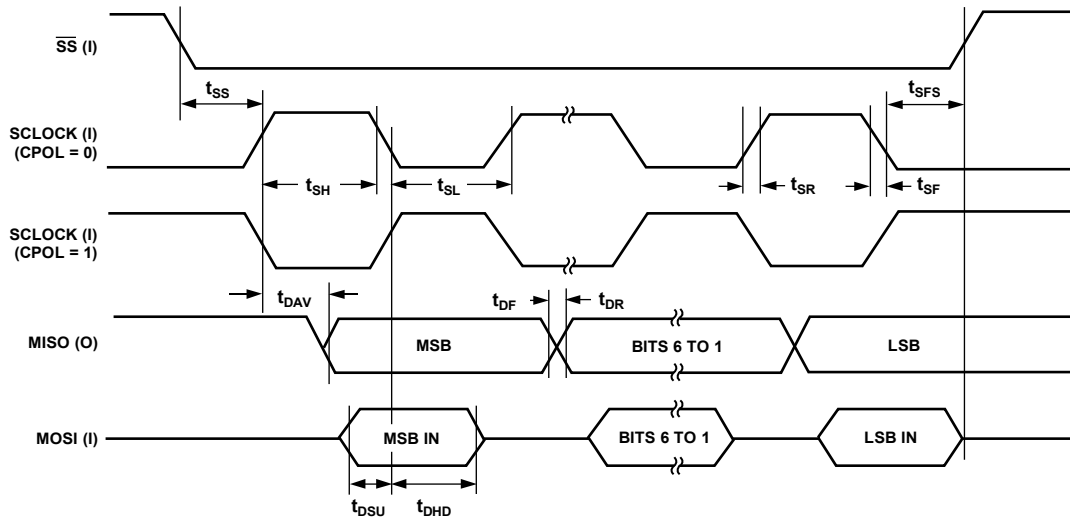 SS (I)
tSS
tSFS
SCLOCK (I)
(CPOL = 0)
tSH
tSL
tSR
tSF
SCLOCK (I)
(CPOL = 1)
tDAV
tDF
tDR
MISO (O)
MSB
BITS 6 TO 1
LSB
MOSI (I)
MSB IN
BITS 6 TO 1
LSB IN
tDSU
tDHD